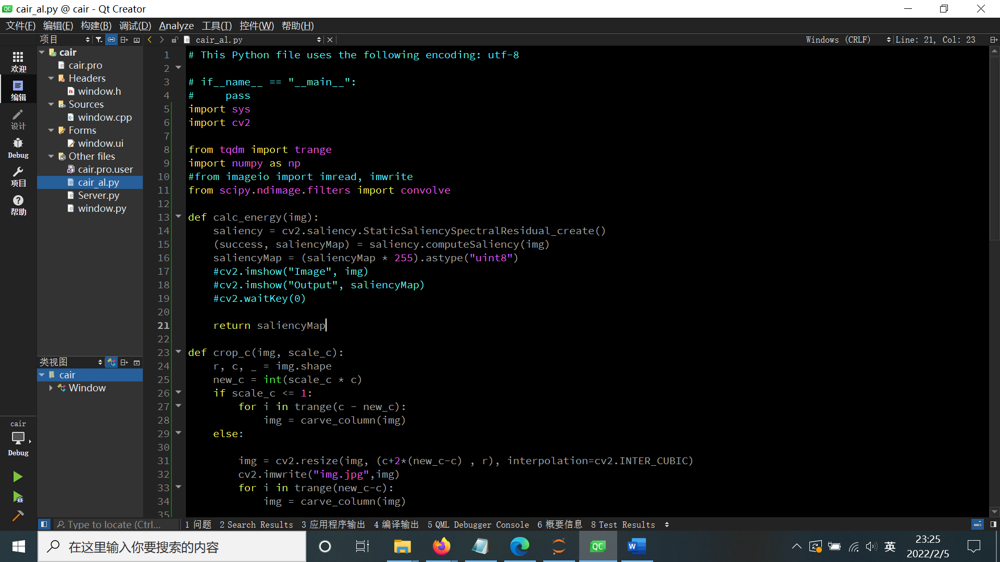 QC cair_al.py @ cair - Qt Creator
文件(F) 编辑(E) 构建(B) 调试(D) Analyze 工具(T) 控件(W) 帮助(H)
项目
cair_al.py
Windows (CRLF)
Line: 21, Col: 23
欢迎
编辑
设计
Debug
项目
帮助
cair
cair.pro
Headers
window.h
Sources
window.cpp
Forms
window.ui
Other files
cair.pro.user
cair_al.py
Server.py
window.py
1 # This Python file uses the following encoding: utf-8
2
3 # if__name__ == "__main__":
4 #     pass
5 import sys
6 import cv2
7
8 from tqdm import trange
9 import numpy as np
10 #from imageio import imread, imwrite
11 from scipy.ndimage.filters import convolve
12
13 def calc_energy(img):
14     saliency = cv2.saliency.StaticSaliencySpectralResidual_create()
15     (success, saliencyMap) = saliency.computeSaliency(img)
16     saliencyMap = (saliencyMap * 255).astype("uint8")
17     #cv2.imshow("Image", img)
18     #cv2.imshow("Output", saliencyMap)
19     #cv2.waitKey(0)
20
21     return saliencyMap
22
23 def crop_c(img, scale_c):
24     r, c, _ = img.shape
25     new_c = int(scale_c * c)
26     if scale_c <= 1:
27         for i in trange(c - new_c):
28             img = carve_column(img)
29     else:
30
31         img = cv2.resize(img, (c+2*(new_c-c) , r), interpolation=cv2.INTER_CUBIC)
32         cv2.imwrite("img.jpg",img)
33         for i in trange(new_c-c):
34             img = carve_column(img)
35
类视图
cair
Window
cair
Debug
Type to locate (Ctrl...
1 问题 2 Search Results 3 应用程序输出 4 编译输出 5 QML Debugger Console 6 概要信息 8 Test Results
在这里输入你要搜索的内容
QC
W
英
23:25
2022/2/5